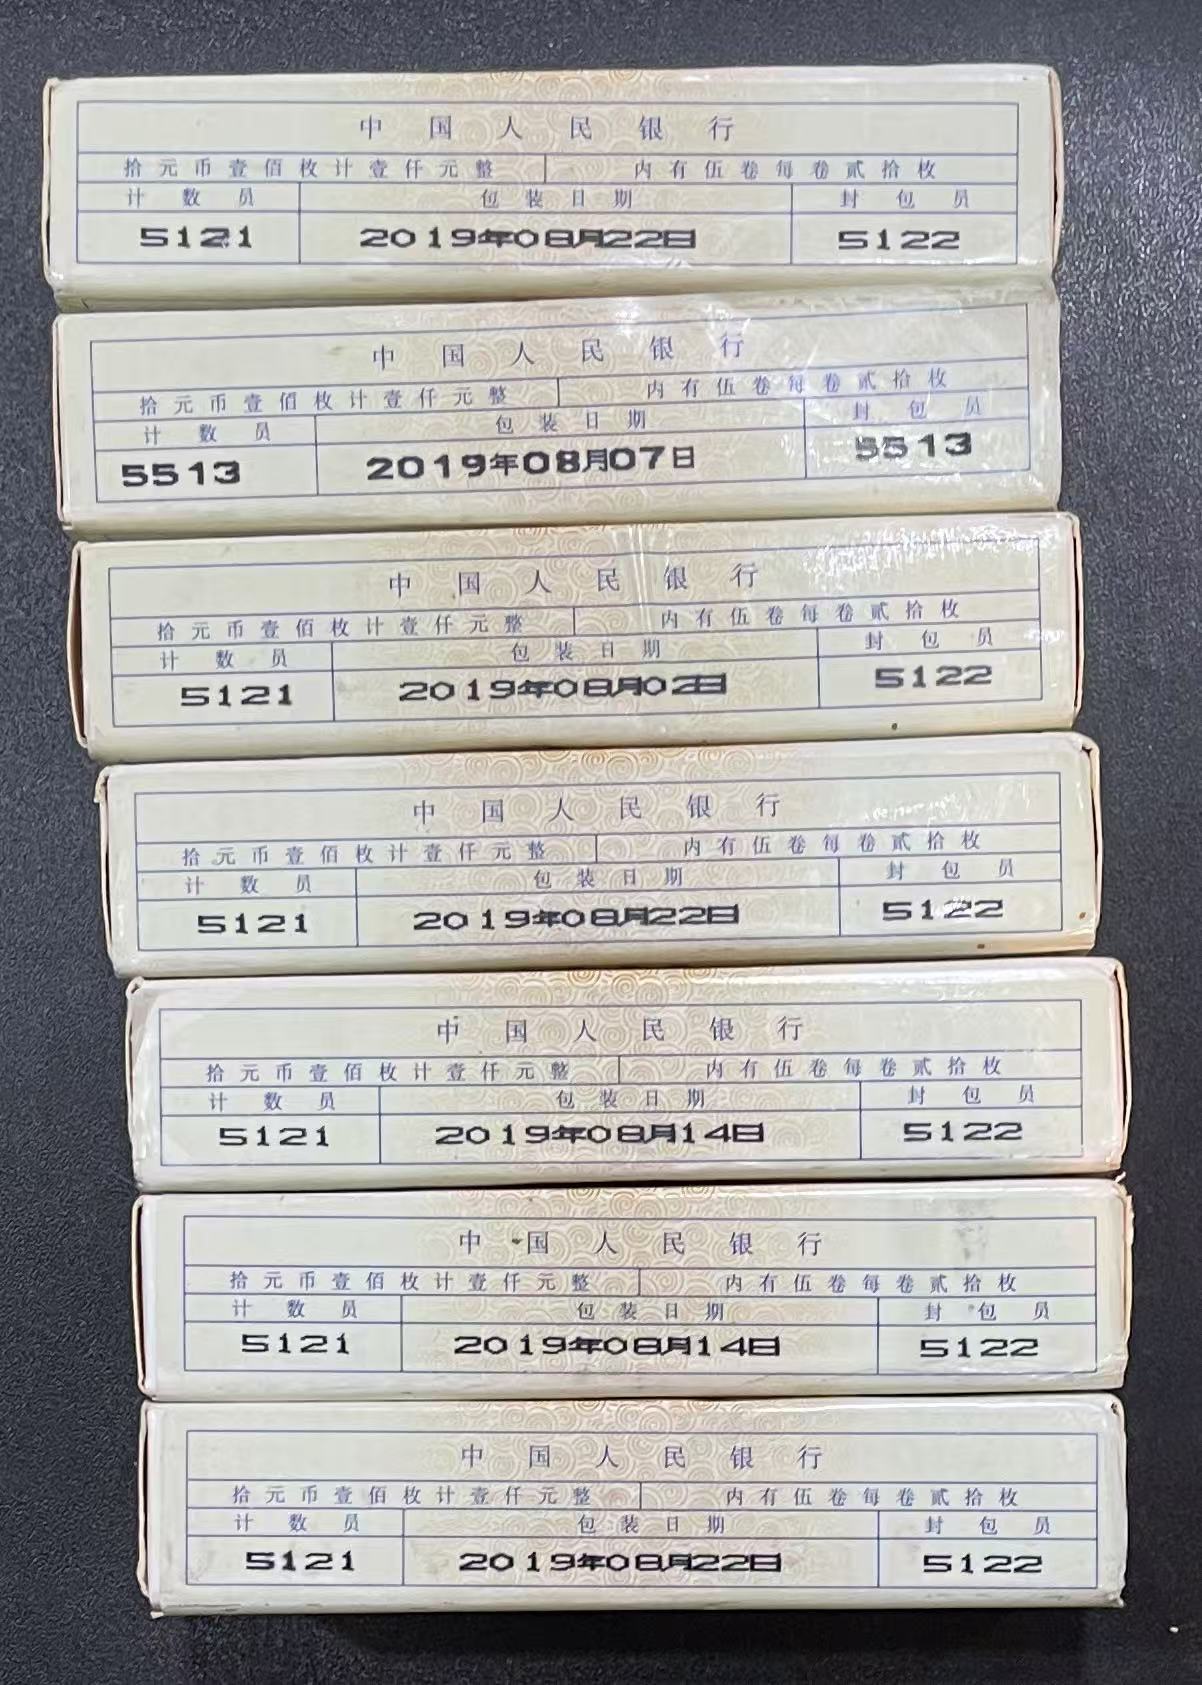 中国人民银行
拾元币壹佰枚计壹仟元整 内有伍卷每卷贰拾枚
计数员 包装日期 封包员
5121 2019年08月22日 5122
中国人民银行
拾元币壹佰枚计壹仟元整 内有伍卷每卷贰拾枚
计数员 包装日期 封包员
5513 2019年08月07日 5513
中国人民银行
拾元币壹佰枚计壹仟元整 内有伍卷每卷贰拾枚
计数员 包装日期 封包员
5121 2019年08月02日 5122
中国人民银行
拾元币壹佰枚计壹仟元整 内有伍卷每卷贰拾枚
计数员 包装日期 封包员
5121 2019年08月22日 5122
中国人民银行
拾元币壹佰枚计壹仟元整 内有伍卷每卷贰拾枚
计数员 包装日期 封包员
5121 2019年08月14日 5122
中国人民银行
拾元币壹佰枚计壹仟元整 内有伍卷每卷贰拾枚
计数员 包装日期 封包员
5121 2019年08月14日 5122
中国人民银行
拾元币壹佰枚计壹仟元整 内有伍卷每卷贰拾枚
计数员 包装日期 封包员
5121 2019年08月22日 5122